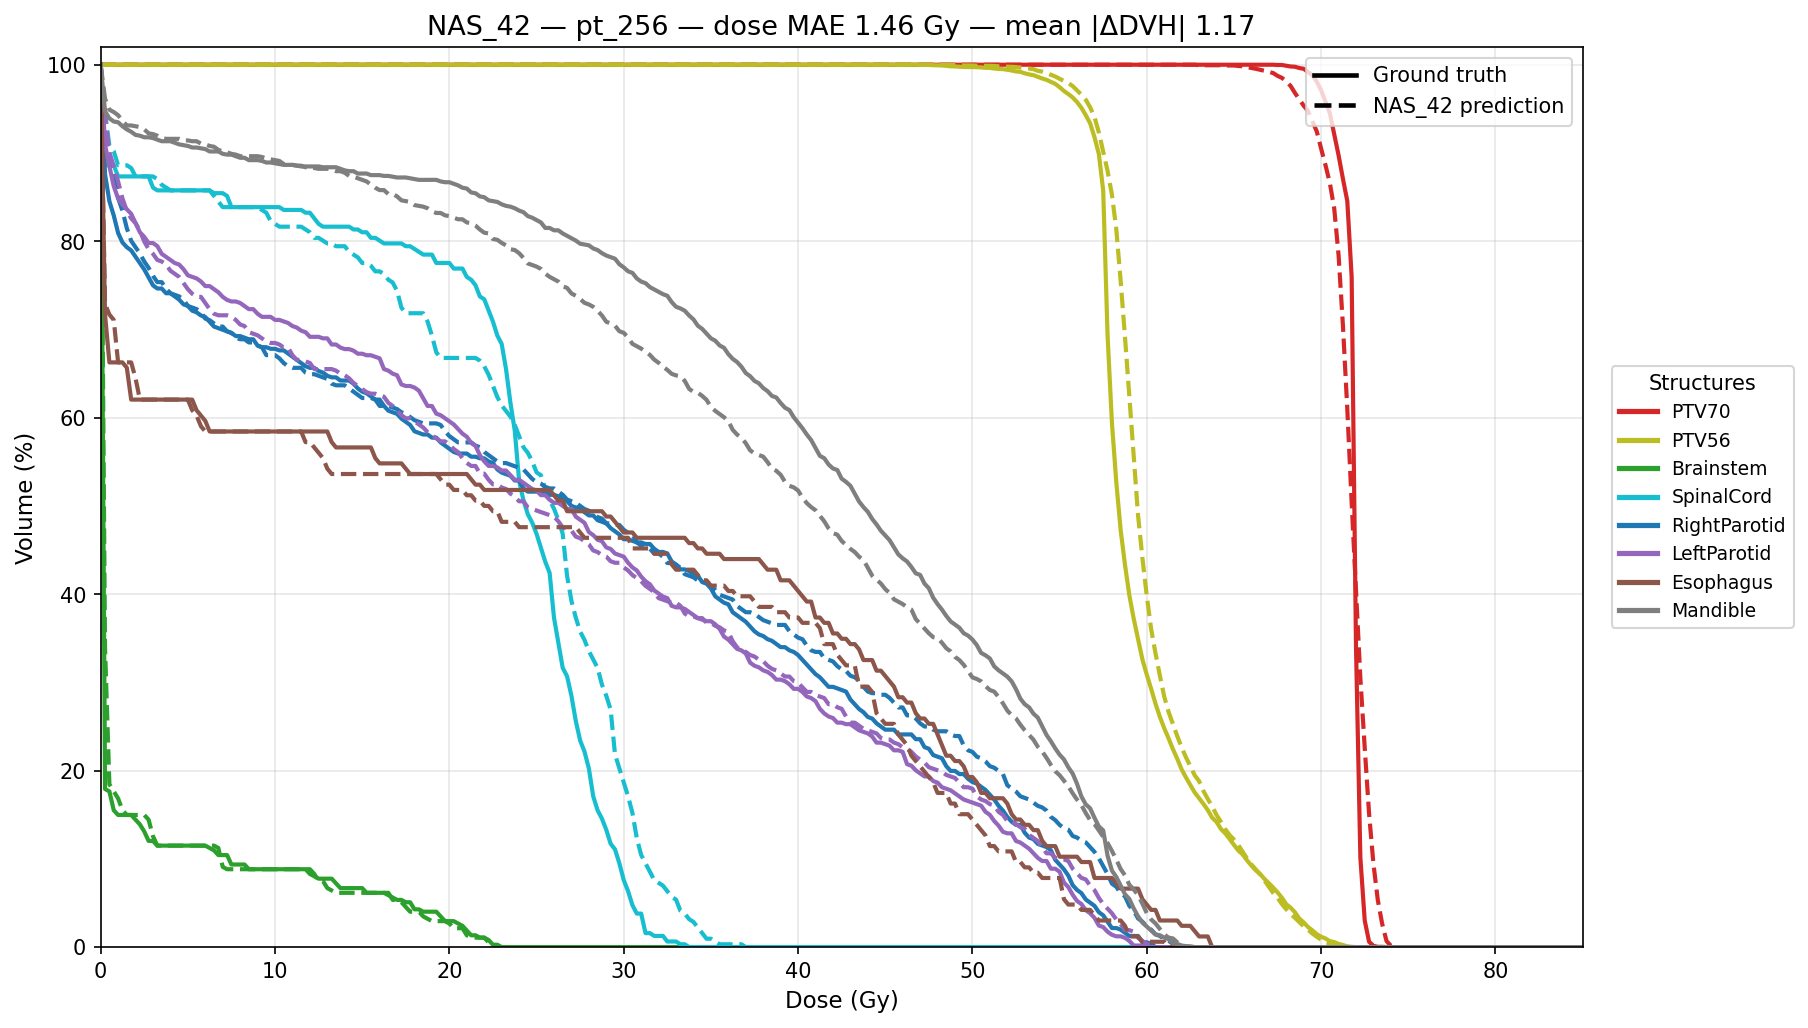 NAS_42 — pt_256 — dose MAE 1.46 Gy — mean |ΔDVH| 1.17
Ground truth
NAS_42 prediction
Volume (%)
100
80
60
40
20
0
0 10 20 30 40 50 60 70 80
Dose (Gy)
Structures
PTV70
PTV56
Brainstem
SpinalCord
RightParotid
LeftParotid
Esophagus
Mandible